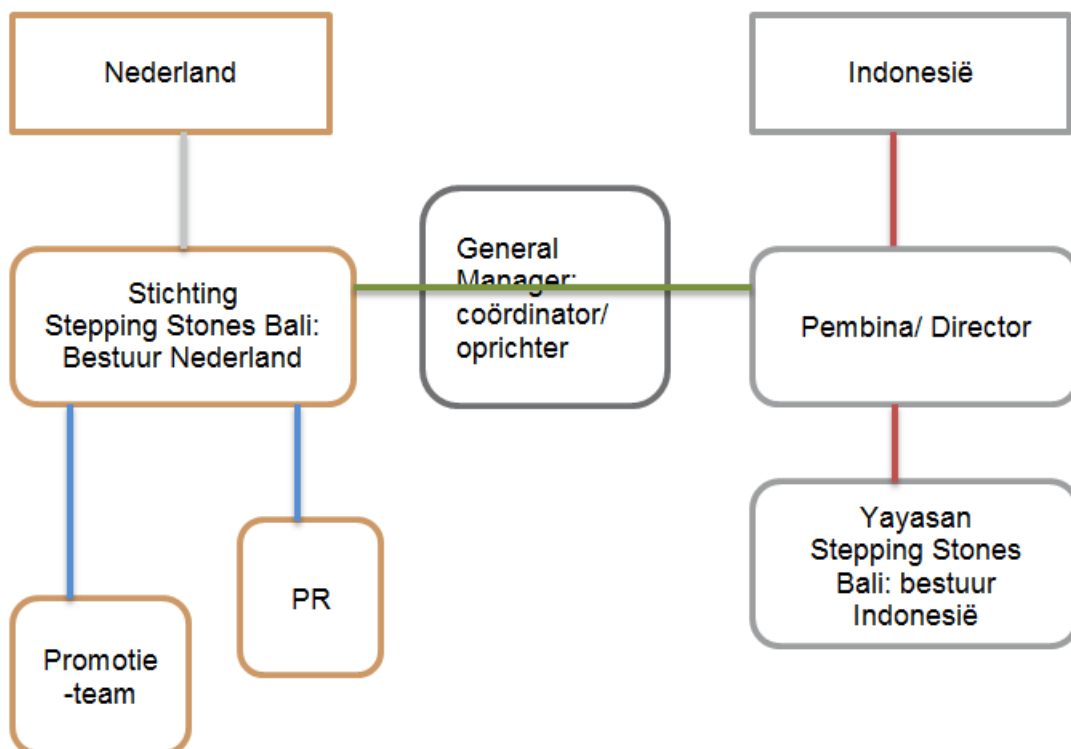 Nederland
Indonesië
General
Manager:
coördinator/
oprichter
Stichting
Stepping Stones Bali:
Bestuur Nederland
Pembina/ Director
PR
Yayasan
Stepping Stones
Bali: bestuur
Indonesië
Promotie
-team